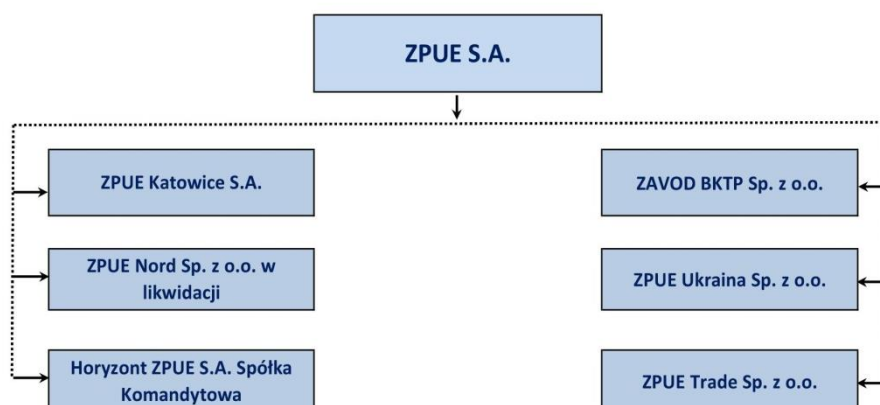 ZPUE S.A.
ZPUE Katowice S.A.
ZAVOD BKTP Sp. z o.o.
ZPUE Nord Sp. z o.o. w
likwidacji
ZPUE Ukraina Sp. z o.o.
Horyzont ZPUE S.A. Spółka
Komandytowa
ZPUE Trade Sp. z o.o.